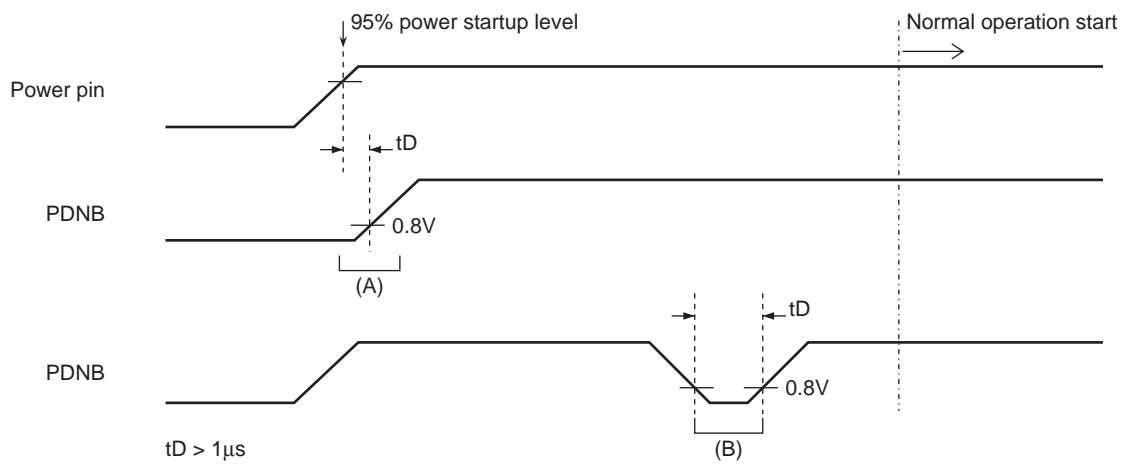 95% power startup level
Normal operation start
Power pin
tD
PDNB
0.8V
(A)
tD
PDNB
0.8V
tD > 1μs
(B)